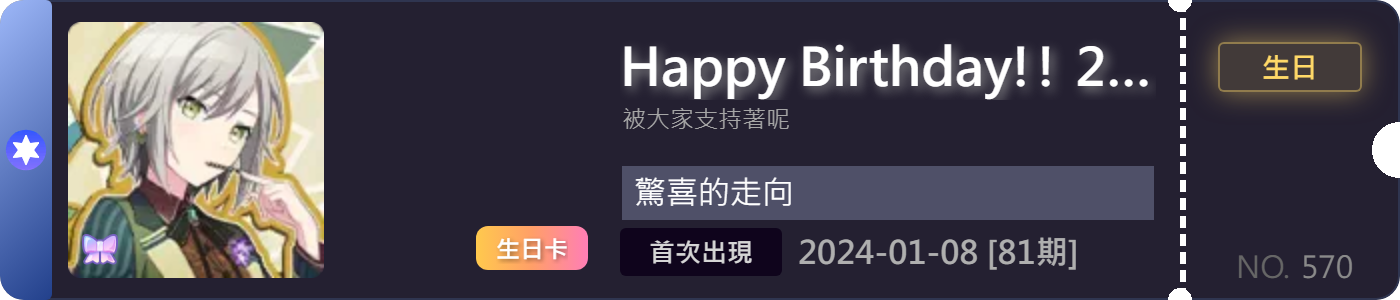 Happy Birthday!! 2...
被大家支持著呢
驚喜的走向
生日卡
首次出現
2024-01-08 [81期]
生日
NO. 570